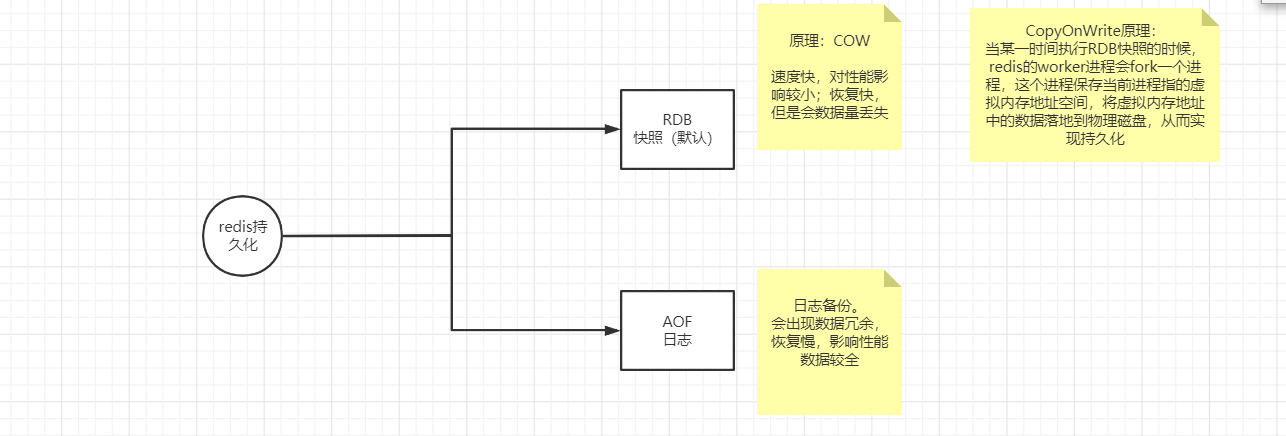 原理：COW
速度快，对性能影
响较小；恢复快，
但是会数据量丢失
CopyOnWrite原理：
当某一时间执行RDB快照的时候，
redis的worker进程会fork一个进
程，这个进程保存当前进程指的虚
拟内存地址空间，将虚拟内存地址
中的数据落地到物理磁盘，从而实
现持久化
RDB
快照（默认）
redis持
久化
AOF
日志
日志备份。
会出现数据冗余，
恢复慢，影响性能
数据较全